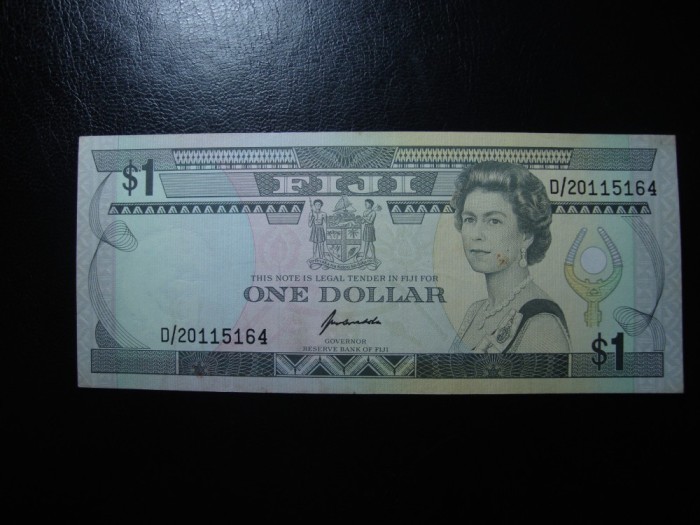 $1
FIJI
D/20115164
THIS NOTE IS LEGAL TENDER IN FIJI FOR
ONE DOLLAR
D/20115164
GOVERNOR
RESERVE BANK OF FIJI
$1